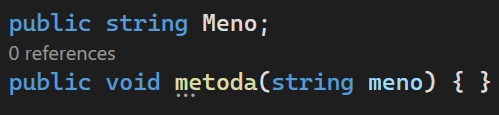 public string Meno;
0 references
public void metoda(string meno) { }